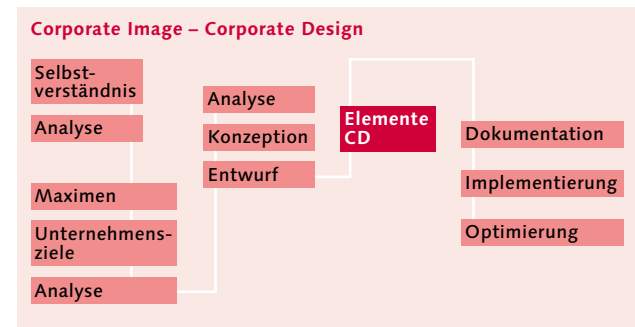 Corporate Image – Corporate Design
Selbst-
verständnis
Analyse
Maximen
Unternehmens-
ziele
Analyse
Analyse
Konzeption
Entwurf
Elemente
CD
Dokumentation
Implementierung
Optimierung